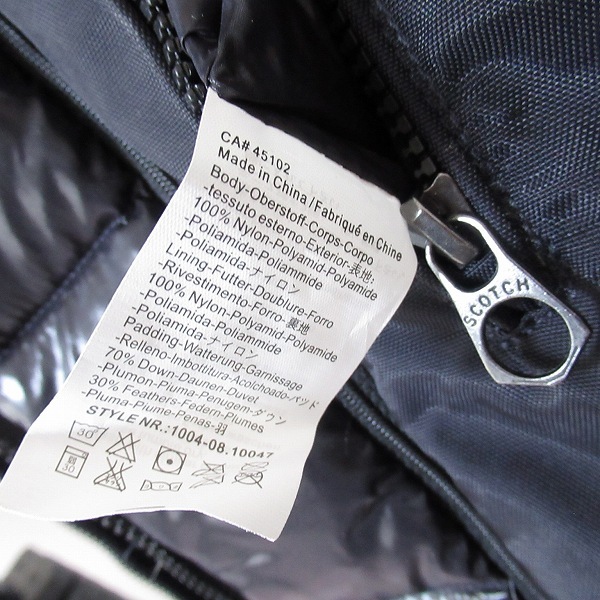 CA# 45102
Made in China/Fabriqué en Chine
Body-Oberstoff-Corps-Corpo
-tessuto esterno-Exterior-表地:
100% Nylon-Polyamid-Polyamide
-Poliamida-Poliammide
-Poliamida-ナイロン
Lining-Futter-Doublure-Forro
-Rivestimento-Forro-裏地
100% Nylon-Polyamid-Polyamide
-Poliamida-Poliammide
-Poliamida-ナイロン
Padding-Watterung-Garnissage
-Relleno-Imbottitura-Acolchoado-パッド
70% Down-Daunen-Duvet
-Plumon-Piuma-Penugem-ダウン
30% Feathers-Federn-Plumes
-Pluma-Piume-Penas-羽
STYLE NR.:1004-08.10047
30
30
SCOTCH